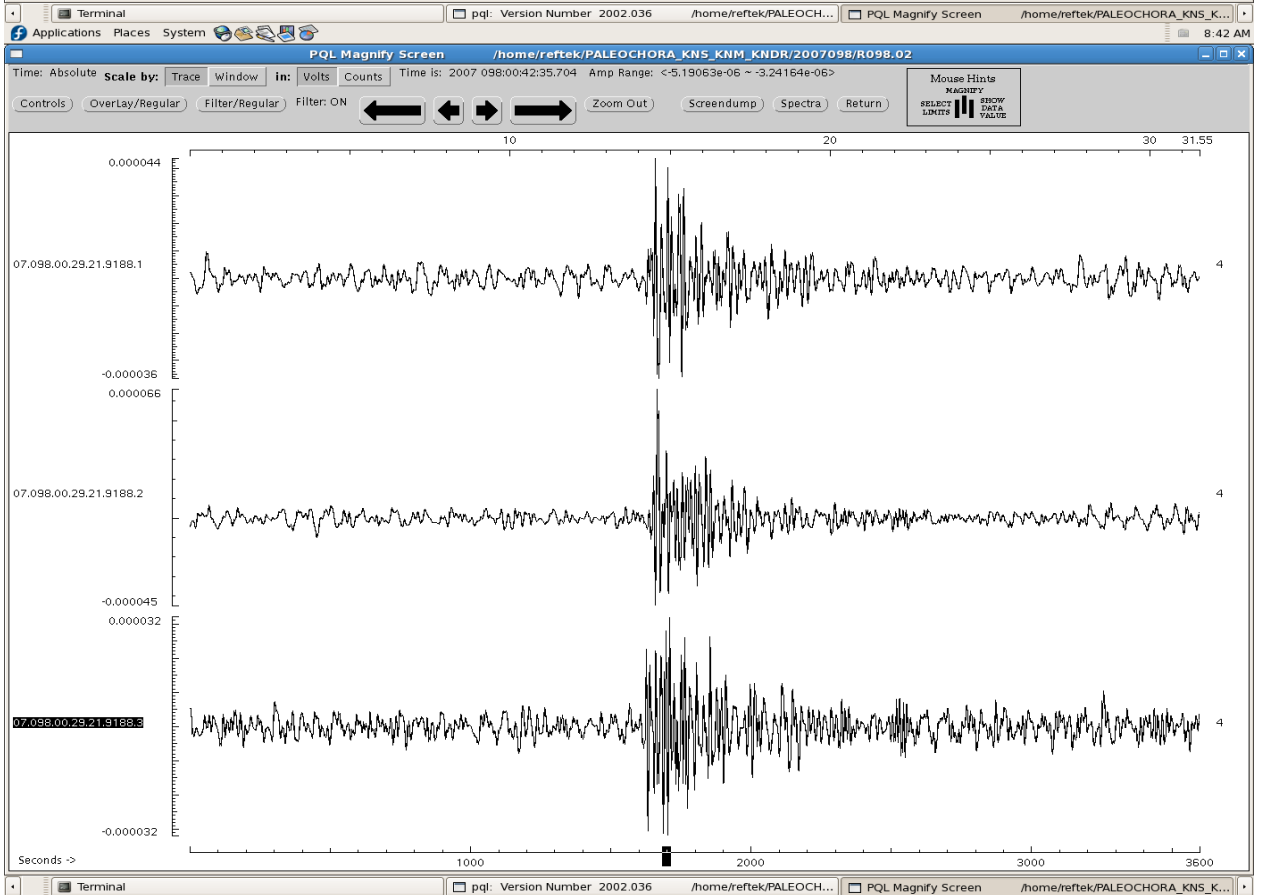 Terminal pql: Version Number 2002.036 /home/reftek/PALEOCH... PQL Magnify Screen /home/reftek/PALEOCHORA_KNS_K...
Applications Places System 8:42 AM
PQL Magnify Screen /home/reftek/PALEOCHORA_KNS_KNM_KNDR/2007098/R098.02
Time: Absolute Scale by: Trace Window in: Volts Counts Time is: 2007 098:00:42:35.704 Amp Range: <-5.19063e-06 ~ -3.24164e-06>
Controls OverLay/Regular Filter/Regular Filter: ON Zoom Out Screendump Spectra Return
Mouse Hints
MAGNIFY
SELECT LIMITS
SHOW DATA VALUE
10 20 30 31.55
0.000044
07.098.00.29.21.9188.1 4
-0.000036
0.000066
07.098.00.29.21.9188.2 4
-0.000045
0.000032
07.098.00.29.21.9188.3 4
-0.000032
Seconds -> 1000 2000 3000 3600
Terminal pql: Version Number 2002.036 /home/reftek/PALEOCH... PQL Magnify Screen /home/reftek/PALEOCHORA_KNS_K...